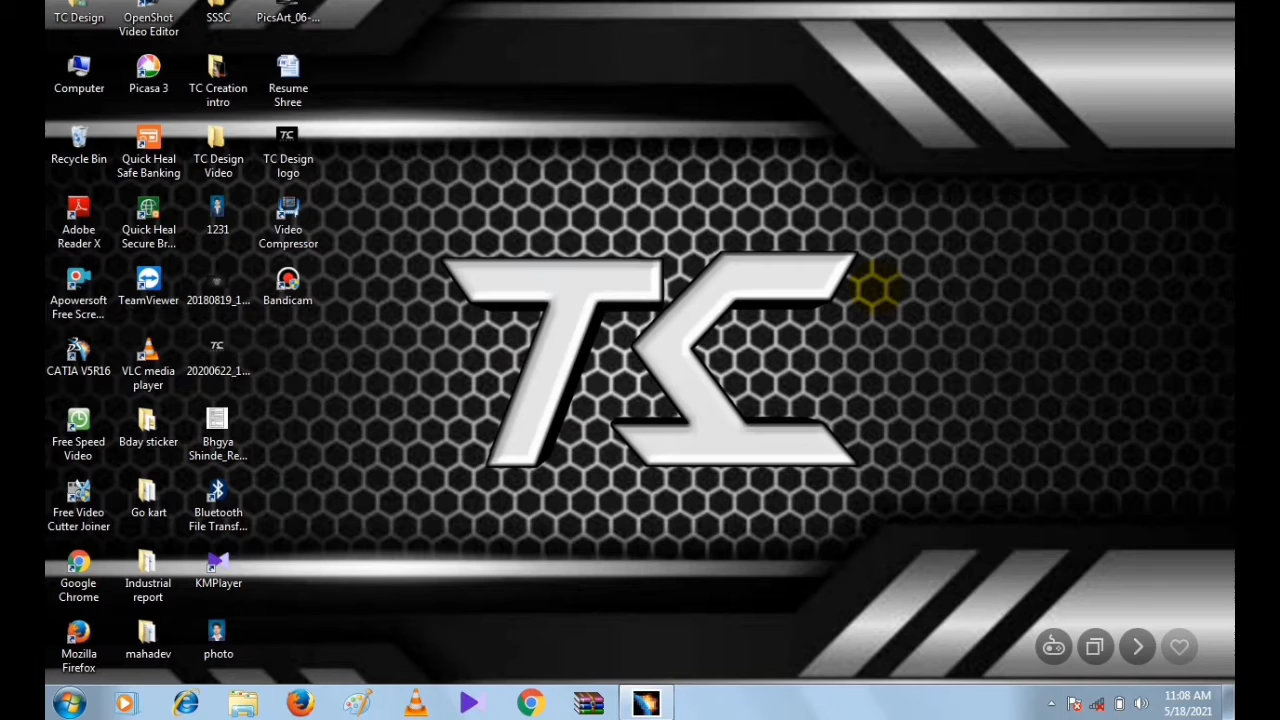 TC Design
OpenShot
Video Editor
SSSC
PicsArt_06-...
Computer
Picasa 3
TC Creation
intro
Resume
Shree
Recycle Bin
Quick Heal
Safe Banking
TC Design
Video
TC
TC Design
logo
Adobe
Reader X
Quick Heal
Secure Br...
1231
Video
Compressor
Apowersoft
Free Scre...
TeamViewer
20180819_1...
Bandicam
CATIA V5R16
VLC media
player
TC
20200622_1...
Free Speed
Video
Bday sticker
Bhgya
Shinde_Re...
Free Video
Cutter Joiner
Go kart
Bluetooth
File Transf...
Google
Chrome
Industrial
report
KMPlayer
Mozilla
Firefox
mahadev
photo
TC
11:08 AM
5/18/2021